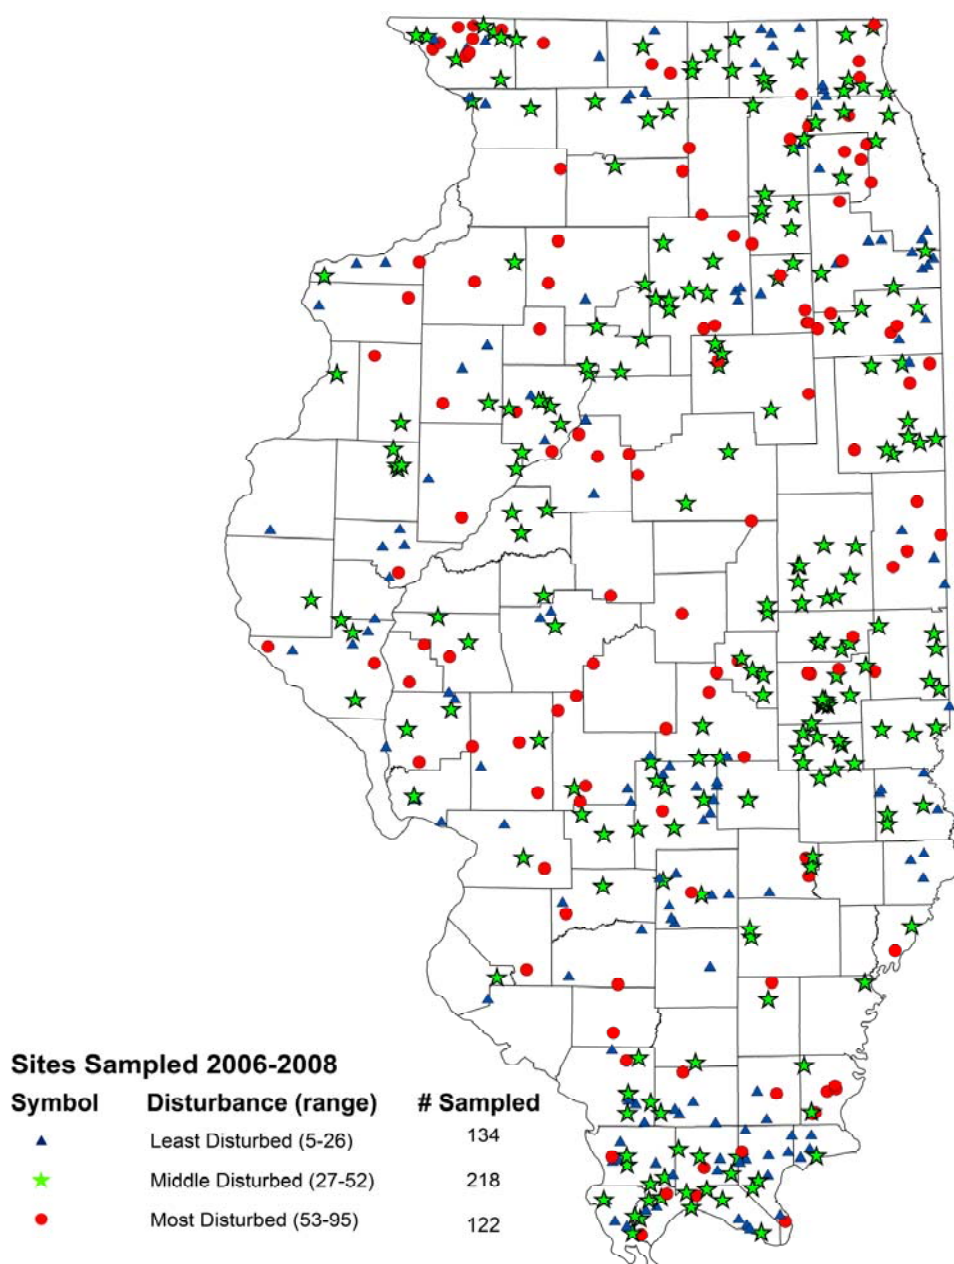 Sites Sampled 2006-2008
Symbol Disturbance (range) # Sampled
Least Disturbed (5-26) 134
Middle Disturbed (27-52) 218
Most Disturbed (53-95) 122